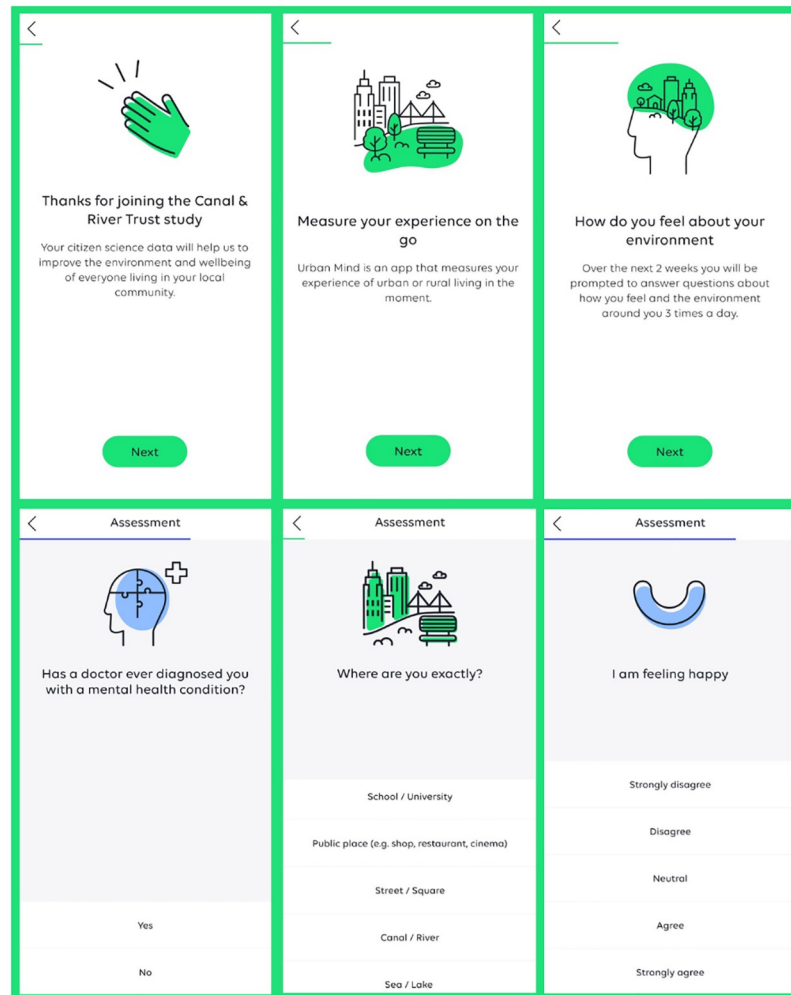 Thanks for joining the Canal &
River Trust study
Your citizen science data will help us to
improve the environment and wellbeing
of everyone living in your local
community.
Next
Measure your experience on the
go
Urban Mind is an app that measures your
experience of urban or rural living in the
moment.
Next
How do you feel about your
environment
Over the next 2 weeks you will be
prompted to answer questions about
how you feel and the environment
around you 3 times a day.
Next
Assessment
Has a doctor ever diagnosed you
with a mental health condition?
Yes
No
Assessment
Where are you exactly?
School / University
Public place (e.g. shop, restaurant, cinema)
Street / Square
Canal / River
Sea / Lake
Assessment
I am feeling happy
Strongly disagree
Disagree
Neutral
Agree
Strongly agree